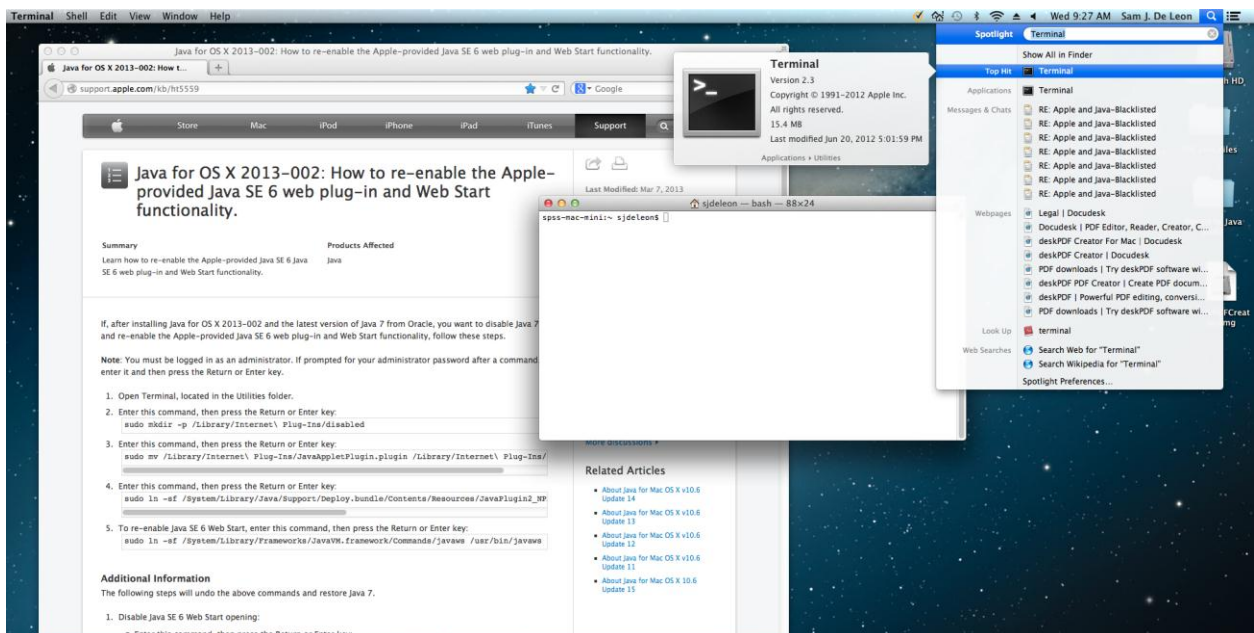 Terminal Shell Edit View Window Help
Wed 9:27 AM Sam J. De Leon
Java for OS X 2013-002: How to re-enable the Apple-provided Java SE 6 web plug-in and Web Start functionality.
Java for OS X 2013-002: How t...
support.apple.com/kb/ht5559
Google
Store Mac iPod iPhone iPad iTunes Support
Java for OS X 2013-002: How to re-enable the Apple-
provided Java SE 6 web plug-in and Web Start
functionality.
Last Modified: Mar 7, 2013
Summary
Learn how to re-enable the Apple-provided Java SE 6 Java
SE 6 web plug-in and Web Start functionality.
Products Affected
Java
If, after installing Java for OS X 2013-002 and the latest version of Java 7 from Oracle, you want to disable Java 7
and re-enable the Apple-provided Java SE 6 web plug-in and Web Start functionality, follow these steps.
Note: You must be logged in as an administrator. If prompted for your administrator password after a command,
enter it and then press the Return or Enter key.
1. Open Terminal, located in the Utilities folder.
2. Enter this command, then press the Return or Enter key:
sudo mkdir -p /Library/Internet\ Plug-Ins/disabled
3. Enter this command, then press the Return or Enter key:
sudo mv /Library/Internet\ Plug-Ins/JavaAppletPlugin.plugin /Library/Internet\ Plug-Ins/
4. Enter this command, then press the Return or Enter key:
sudo ln -sf /System/Library/Java/Support/Deploy.bundle/Contents/Resources/JavaPlugin2_NP
5. To re-enable Java SE 6 Web Start, enter this command, then press the Return or Enter key:
sudo ln -sf /System/Library/Frameworks/JavaVM.framework/Commands/javaws /usr/bin/javaws
Additional Information
The following steps will undo the above commands and restore Java 7.
1. Disable Java SE 6 Web Start opening:
More discussions
Related Articles
About Java for Mac OS X v10.6
Update 14
About Java for Mac OS X v10.6
Update 13
About Java for Mac OS X v10.6
Update 12
About Java for Mac OS X v10.6
Update 11
About Java for Mac OS X 10.6
Update 15
Terminal
Version 2.3
Copyright © 1991-2012 Apple Inc.
All rights reserved.
15.4 MB
Last modified Jun 20, 2012 5:01:59 PM
Applications ▸ Utilities
sjdeleon — bash — 88×24
spss-mac-mini:~ sjdeleon$
Spotlight Terminal
Show All in Finder
Top Hit Terminal
Applications Terminal
Messages & Chats RE: Apple and Java-Blacklisted
RE: Apple and Java-Blacklisted
RE: Apple and Java-Blacklisted
RE: Apple and Java-Blacklisted
RE: Apple and Java-Blacklisted
RE: Apple and Java-Blacklisted
RE: Apple and Java-Blacklisted
Webpages Legal | Docudesk
Docudesk | PDF Editor, Reader, Creator, C...
deskPDF Creator For Mac | Docudesk
deskPDF Creator | Docudesk
PDF downloads | Try deskPDF software wi...
deskPDF PDF Creator | Create PDF docum...
deskPDF | Powerful PDF editing, conversi...
PDF downloads | Try deskPDF software wi...
Look Up terminal
Web Searches Search Web for "Terminal"
Search Wikipedia for "Terminal"
Spotlight Preferences...
HD
Java